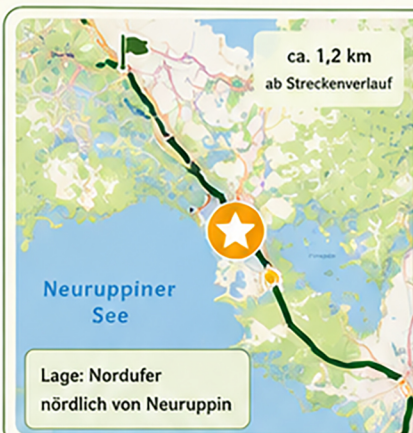 ca. 1,2 km
ab Streckenverlauf
Neuruppiner
See
Lage: Nordufer
nördlich von Neuruppin